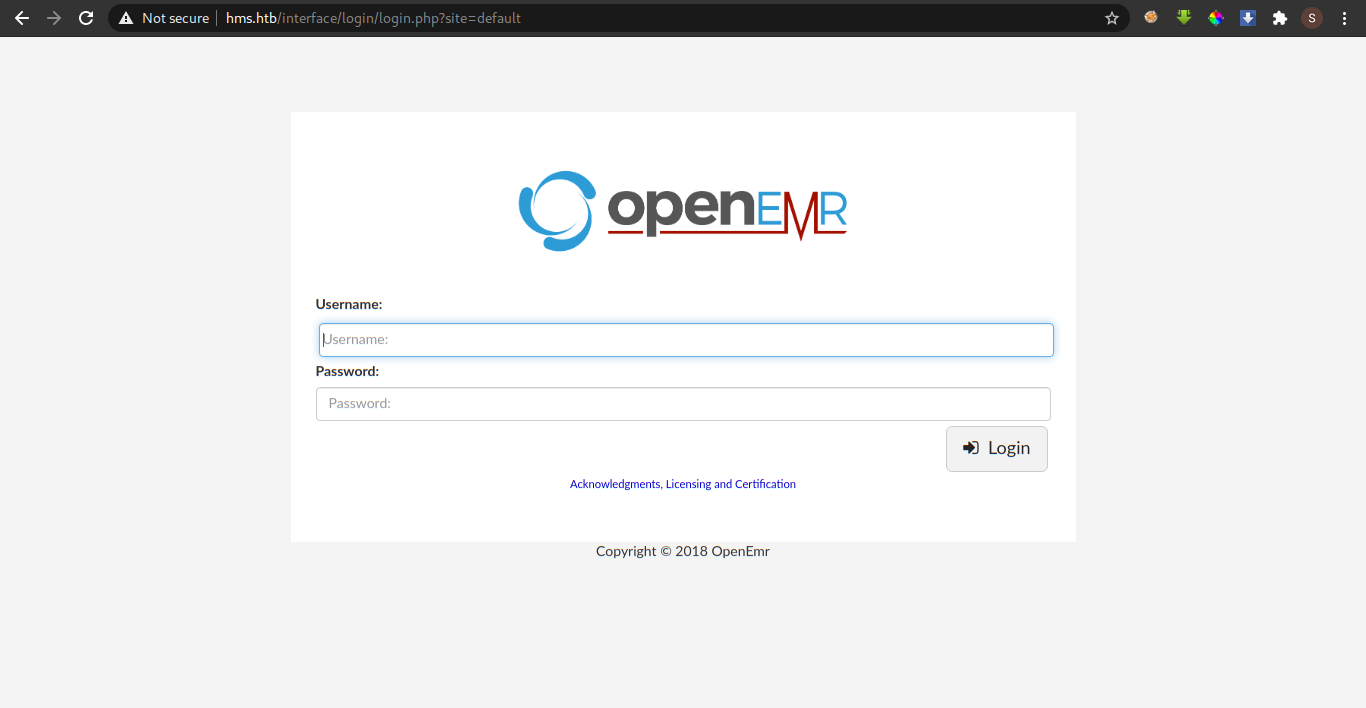 Not secure hms.htb/interface/login/login.php?site=default S
openEMR
Username:
Username:
Password:
Password:
Login
Acknowledgments, Licensing and Certification
Copyright © 2018 OpenEmr